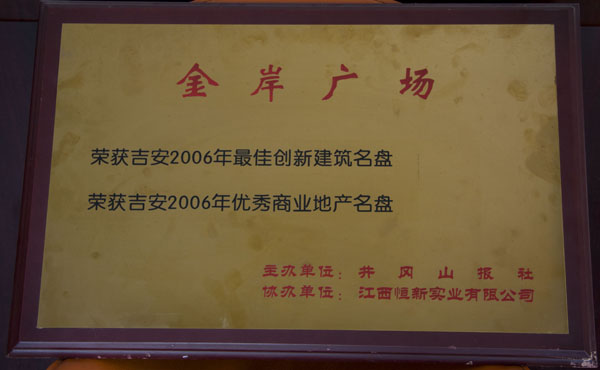 金岸广场
荣获吉安2006年最佳创新建筑名盘
荣获吉安2006年优秀商业地产名盘
主办单位：井冈山报社
协办单位：江西恒新实业有限公司